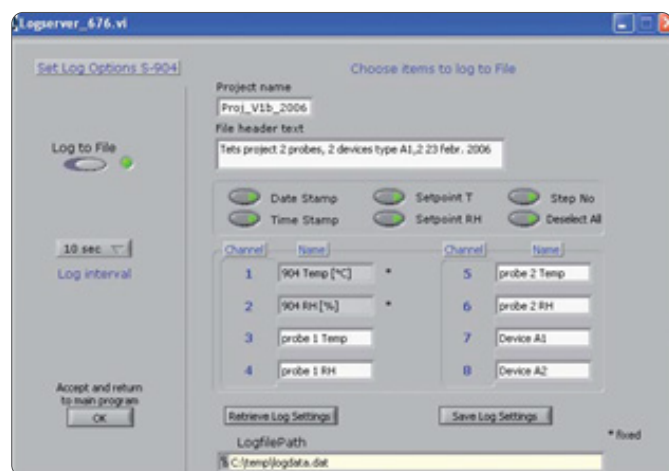 Logserver_676.vi
Set Log Options S-904
Choose items to log to File
Project name
Proj_V1b_2006
File header text
Tets project 2 probes, 2 devices type A1,2 23 febr. 2006
Log to File
Date Stamp Setpoint T Step No
Time Stamp Setpoint RH Deselect All
10 sec
Log interval
Channel Name Channel Name
1 904 Temp [°C] * 5 probe 2 Temp
2 904 RH [%] * 6 probe 2 RH
3 probe 1 Temp 7 Device A1
4 probe 1 RH 8 Device A2
Accept and return
to main program
OK
Retrieve Log Settings Save Log Settings
* fixed
LogfilePath
C:\temp\logdata.dat